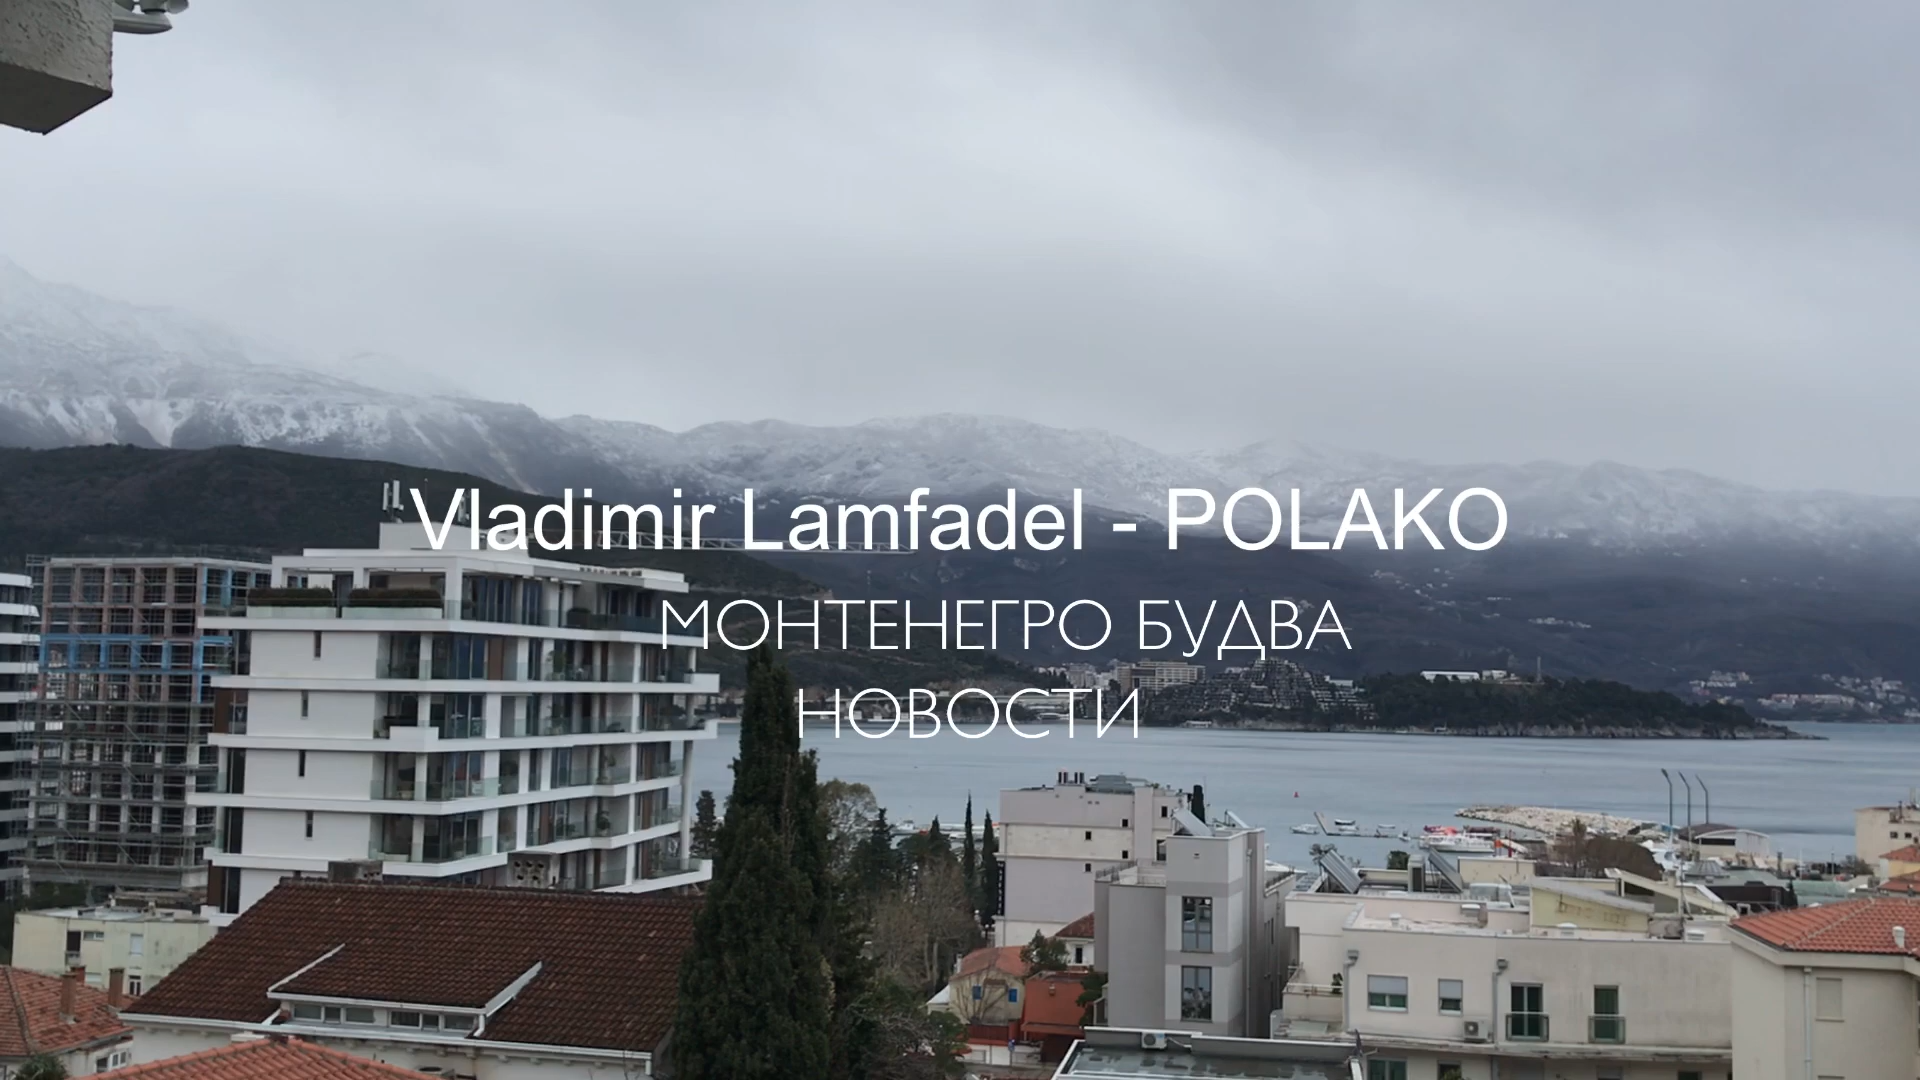 Vladimir Lamfadel - POLAKO
МОНТЕНЕГРО БУДВА
НОВОСТИ